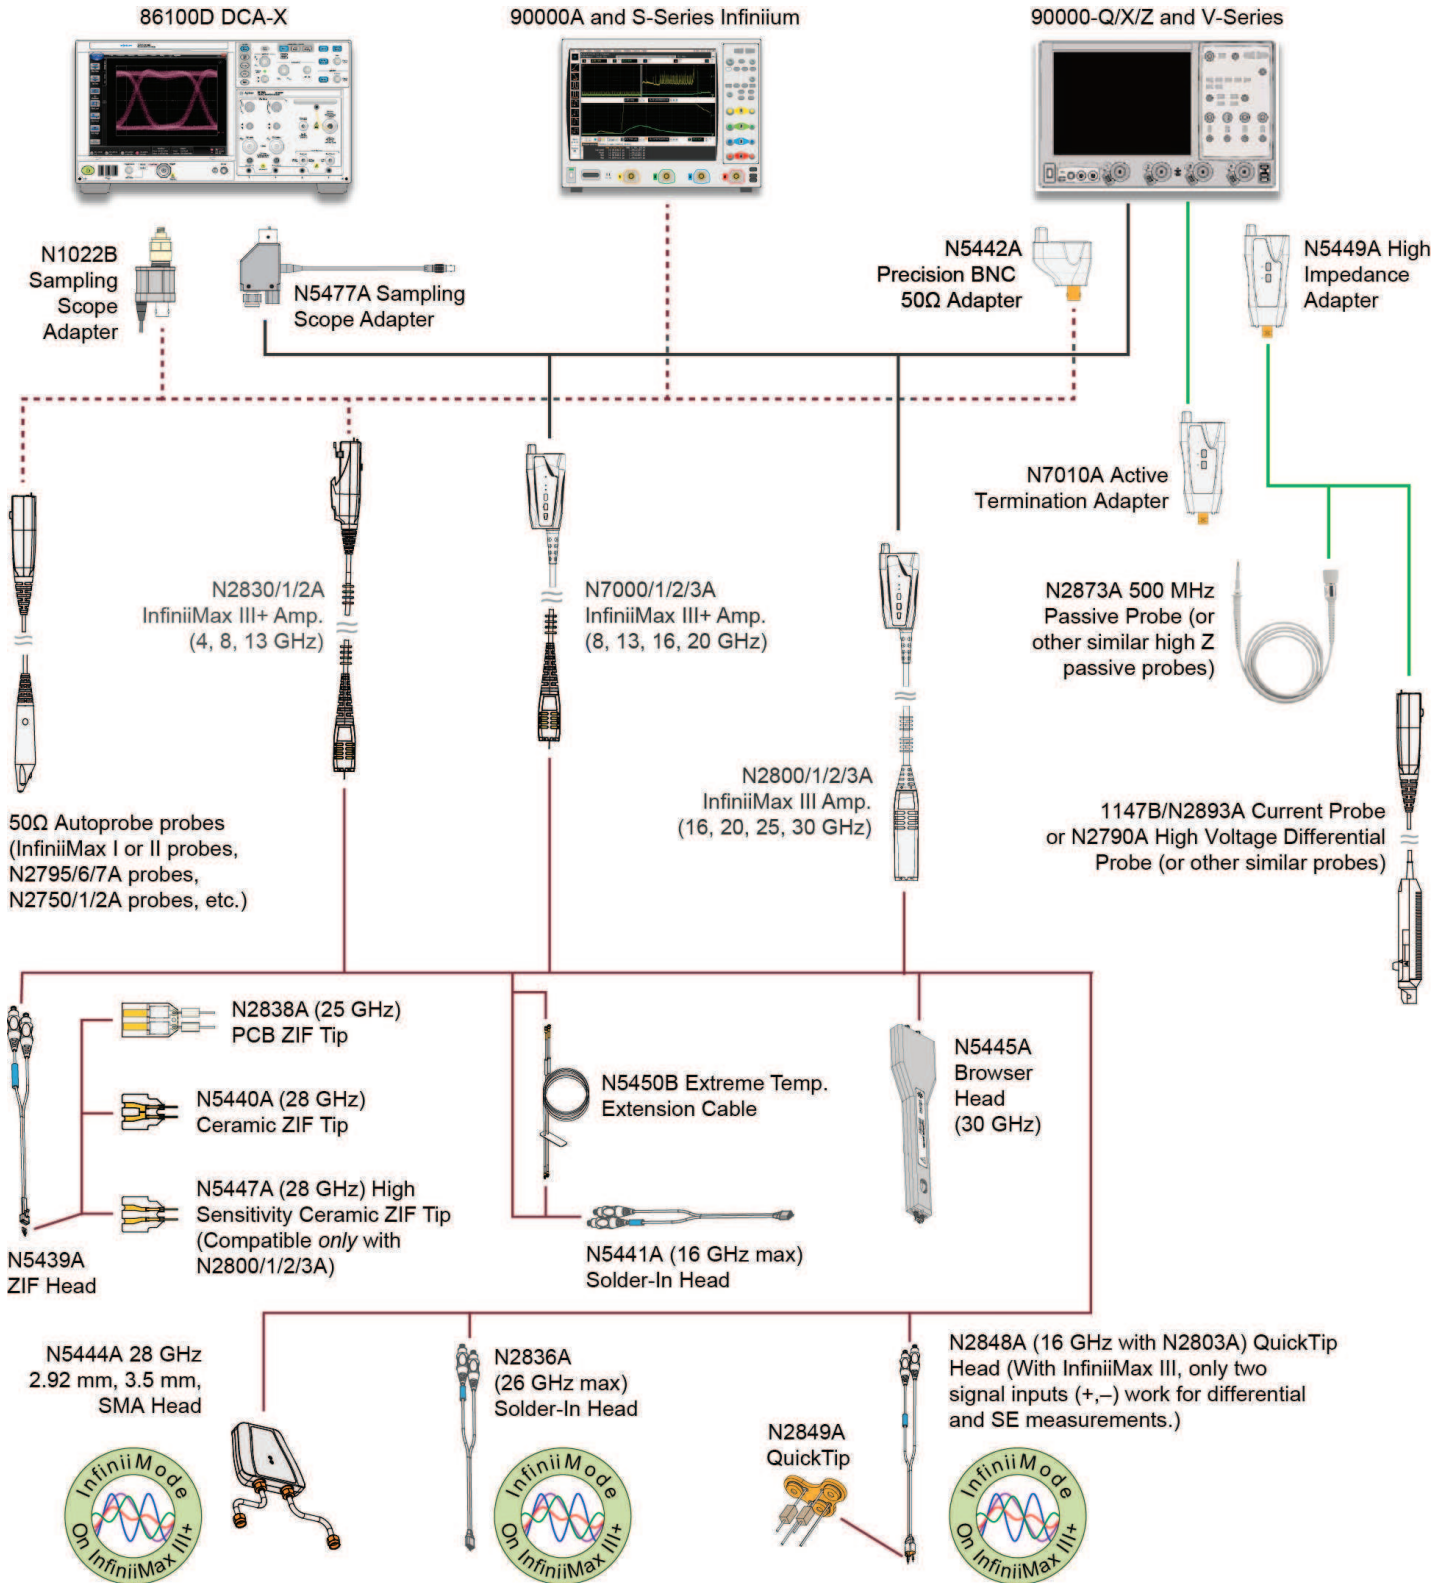 86100D DCA-X
90000A and S-Series Infiniium
90000-Q/X/Z and V-Series
N1022B
Sampling
Scope
Adapter
N5477A Sampling
Scope Adapter
N5442A
Precision BNC
50Ω Adapter
N5449A High
Impedance
Adapter
N7010A Active
Termination Adapter
N2830/1/2A
InfiniiMax III+ Amp.
(4, 8, 13 GHz)
N7000/1/2/3A
InfiniiMax III+ Amp.
(8, 13, 16, 20 GHz)
N2873A 500 MHz
Passive Probe (or
other similar high Z
passive probes)
N2800/1/2/3A
InfiniiMax III Amp.
(16, 20, 25, 30 GHz)
50Ω Autoprobe probes
(InfiniiMax I or II probes,
N2795/6/7A probes,
N2750/1/2A probes, etc.)
1147B/N2893A Current Probe
or N2790A High Voltage Differential
Probe (or other similar probes)
N2838A (25 GHz)
PCB ZIF Tip
N5440A (28 GHz)
Ceramic ZIF Tip
N5447A (28 GHz) High
Sensitivity Ceramic ZIF Tip
(Compatible only with
N2800/1/2/3A)
N5439A
ZIF Head
N5450B Extreme Temp.
Extension Cable
N5441A (16 GHz max)
Solder-In Head
N5445A
Browser
Head
(30 GHz)
N5444A 28 GHz
2.92 mm, 3.5 mm,
SMA Head
InfiniiMode
On InfiniiMax III+
N2836A
(26 GHz max)
Solder-In Head
InfiniiMode
On InfiniiMax III+
N2849A
QuickTip
N2848A (16 GHz with N2803A) QuickTip
Head (With InfiniiMax III, only two
signal inputs (+,–) work for differential
and SE measurements.)
InfiniiMode
On InfiniiMax III+